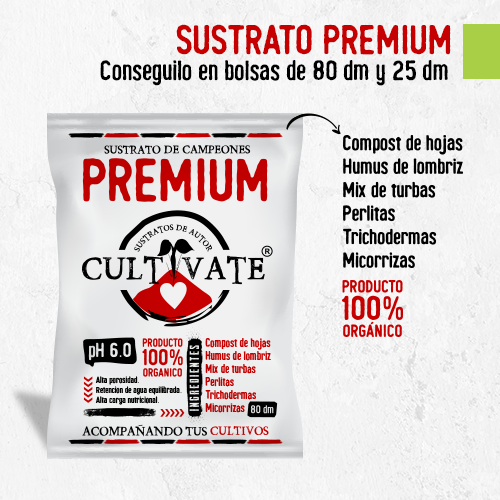 SUSTRATO PREMIUM
Conseguilo en bolsas de 80 dm y 25 dm
SUSTRATO DE CAMPEONES
PREMIUM
SUSTRATOS DE AUTOR
CULTIVATE®
pH 6.0
PRODUCTO
100%
ORGANICO
Alta porosidad.
Retencion de agua equilibrada.
Alta carga nutricional.
INGREDIENTES
Compost de hojas
Humus de lombriz
Mix de turbas
Perlitas
Trichodermas
Micorrizas
80 dm
ACOMPAÑANDO TUS CULTIVOS
Compost de hojas
Humus de lombriz
Mix de turbas
Perlitas
Trichodermas
Micorrizas
PRODUCTO
100%
ORGÁNICO